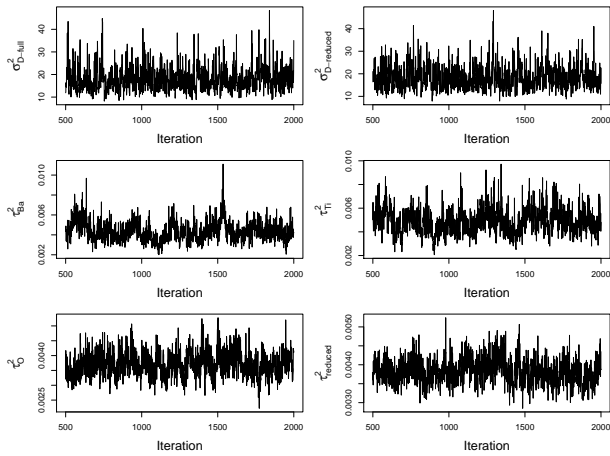 σ²D−full
40
30
20
10
500 1000 1500 2000
Iteration
σ²D−reduced
40
30
20
10
500 1000 1500 2000
Iteration
τ²Ba
0.010
0.006
0.002
500 1000 1500 2000
Iteration
τ²Ti
0.010
0.006
0.002
500 1000 1500 2000
Iteration
τ²O
0.0040
0.0025
500 1000 1500 2000
Iteration
τ²reduced
0.0050
0.0040
0.0030
500 1000 1500 2000
Iteration